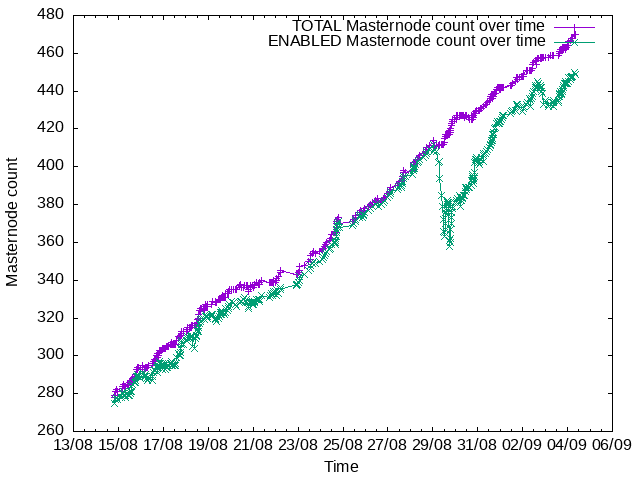 480
460
440
420
400
380
360
340
320
300
280
260
TOTAL Masternode count over time
ENABLED Masternode count over time
Masternode count
13/08 15/08 17/08 19/08 21/08 23/08 25/08 27/08 29/08 31/08 02/09 04/09 06/09
Time